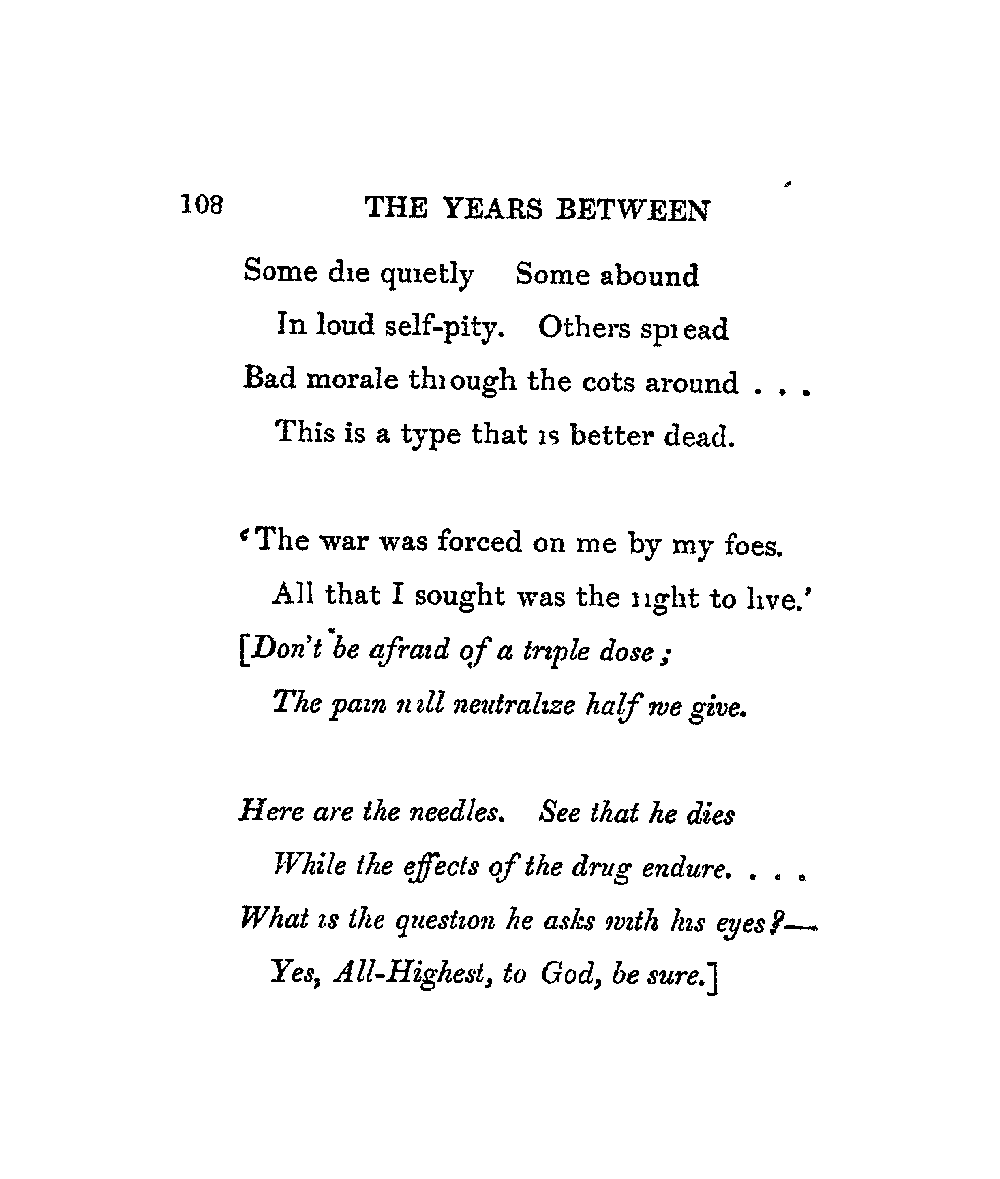 108 THE YEARS BETWEEN
Some die quietly Some abound
In loud self-pity. Others spread
Bad morale through the cots around . . .
This is a type that is better dead.
‘The war was forced on me by my foes.
All that I sought was the right to live.’
[Don’t be afraid of a triple dose;
The pain will neutralize half we give.
Here are the needles. See that he dies
While the effects of the drug endure. . . .
What is the question he asks with his eyes?—
Yes, All-Highest, to God, be sure.]